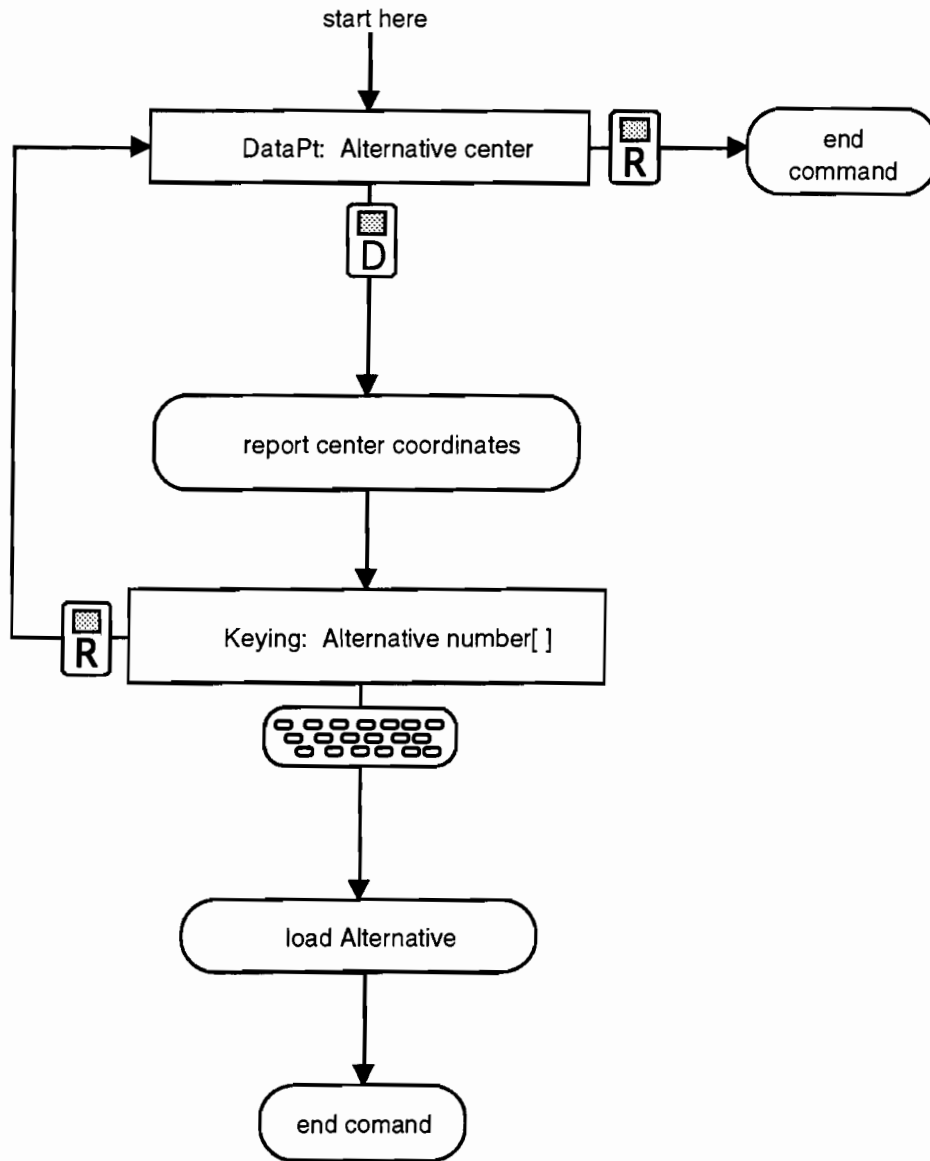 start here
DataPt:  Alternative center
R
end
command
D
report center coordinates
Keying:  Alternative number[ ]
R
load Alternative
end comand